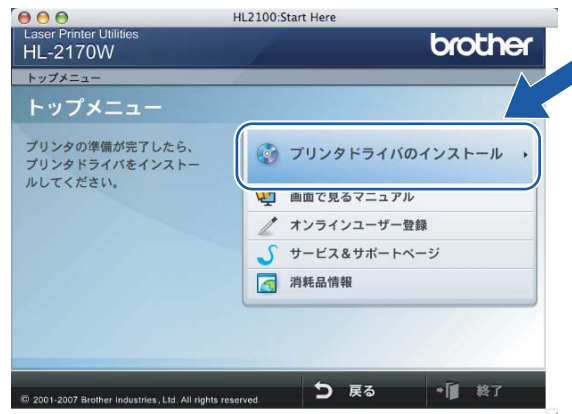 HL2100:Start Here
Laser Printer Utilities
HL-2170W
brother
トップメニュー
トップメニュー
プリンタの準備が完了したら、
プリンタドライバをインストー
ルしてください。
プリンタドライバのインストール
画面で見るマニュアル
オンラインユーザー登録
サービス&サポートページ
消耗品情報
© 2001-2007 Brother Industries, Ltd. All rights reserved.
戻る
終了